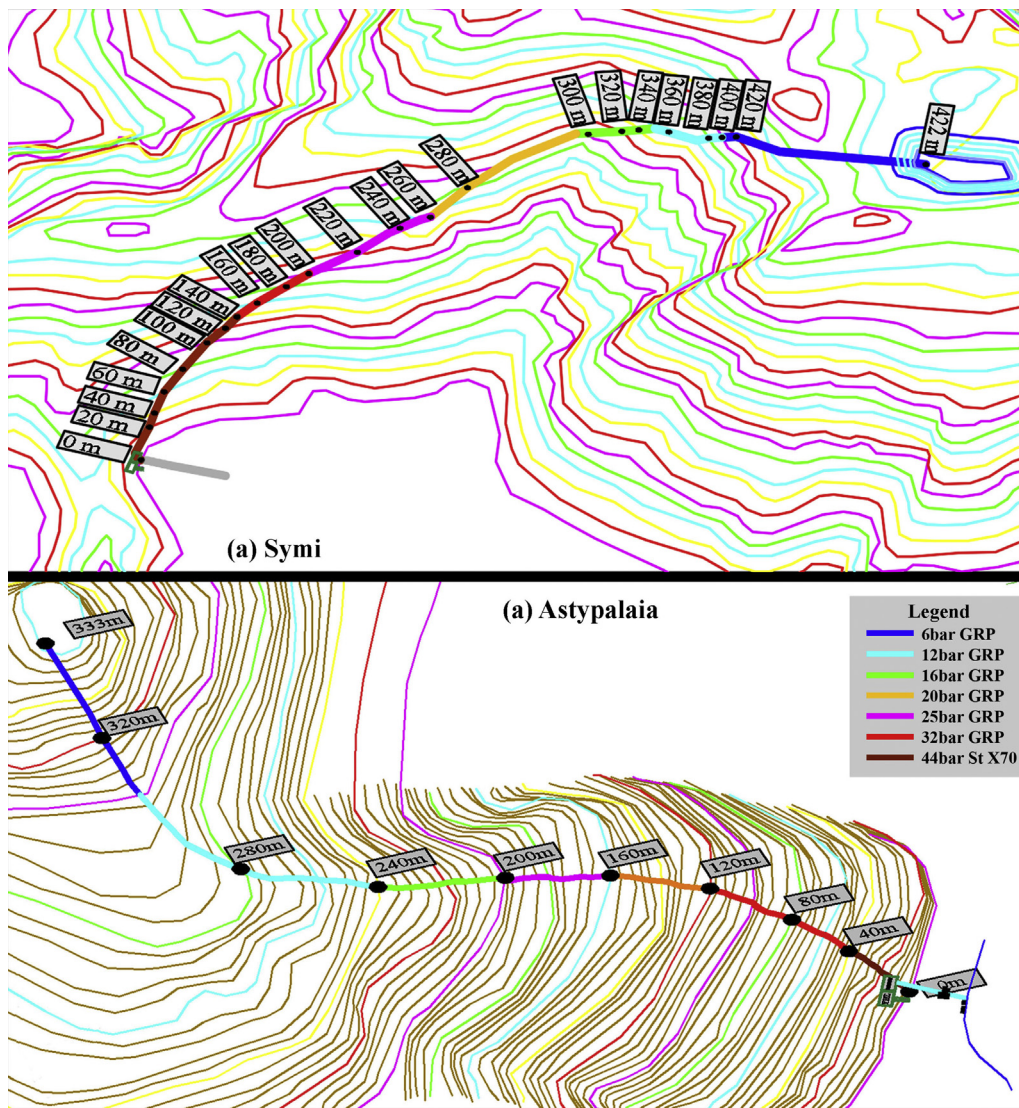 300 m
320 m
340 m
360 m
380 m
400 m
420 m
422 m
280 m
260 m
240 m
220 m
200 m
180 m
160 m
140 m
120 m
100 m
80 m
60 m
40 m
20 m
0 m
(a) Symi
(a) Astypalaia
Legend
6bar GRP
12bar GRP
16bar GRP
20bar GRP
25bar GRP
32bar GRP
44bar St X70
333m
320m
280m
240m
200m
160m
120m
80m
40m
0m